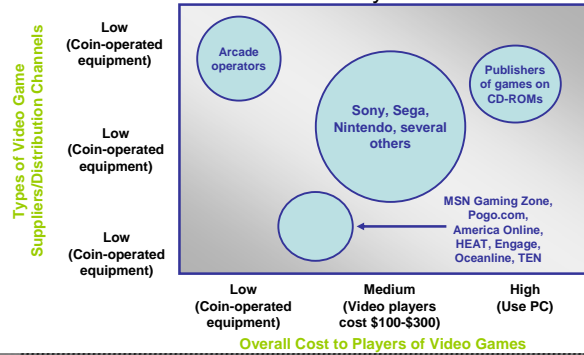 Low
(Coin-operated
equipment)
Low
(Coin-operated
equipment)
Low
(Coin-operated
equipment)
Types of Video Game
Suppliers/Distribution Channels
Arcade
operators
Sony, Sega,
Nintendo, several
others
Publishers
of games on
CD-ROMs
MSN Gaming Zone,
Pogo.com,
America Online,
HEAT, Engage,
Oceanline, TEN
Low
(Coin-operated
equipment)
Medium
(Video players
cost $100-$300)
High
(Use PC)
Overall Cost to Players of Video Games